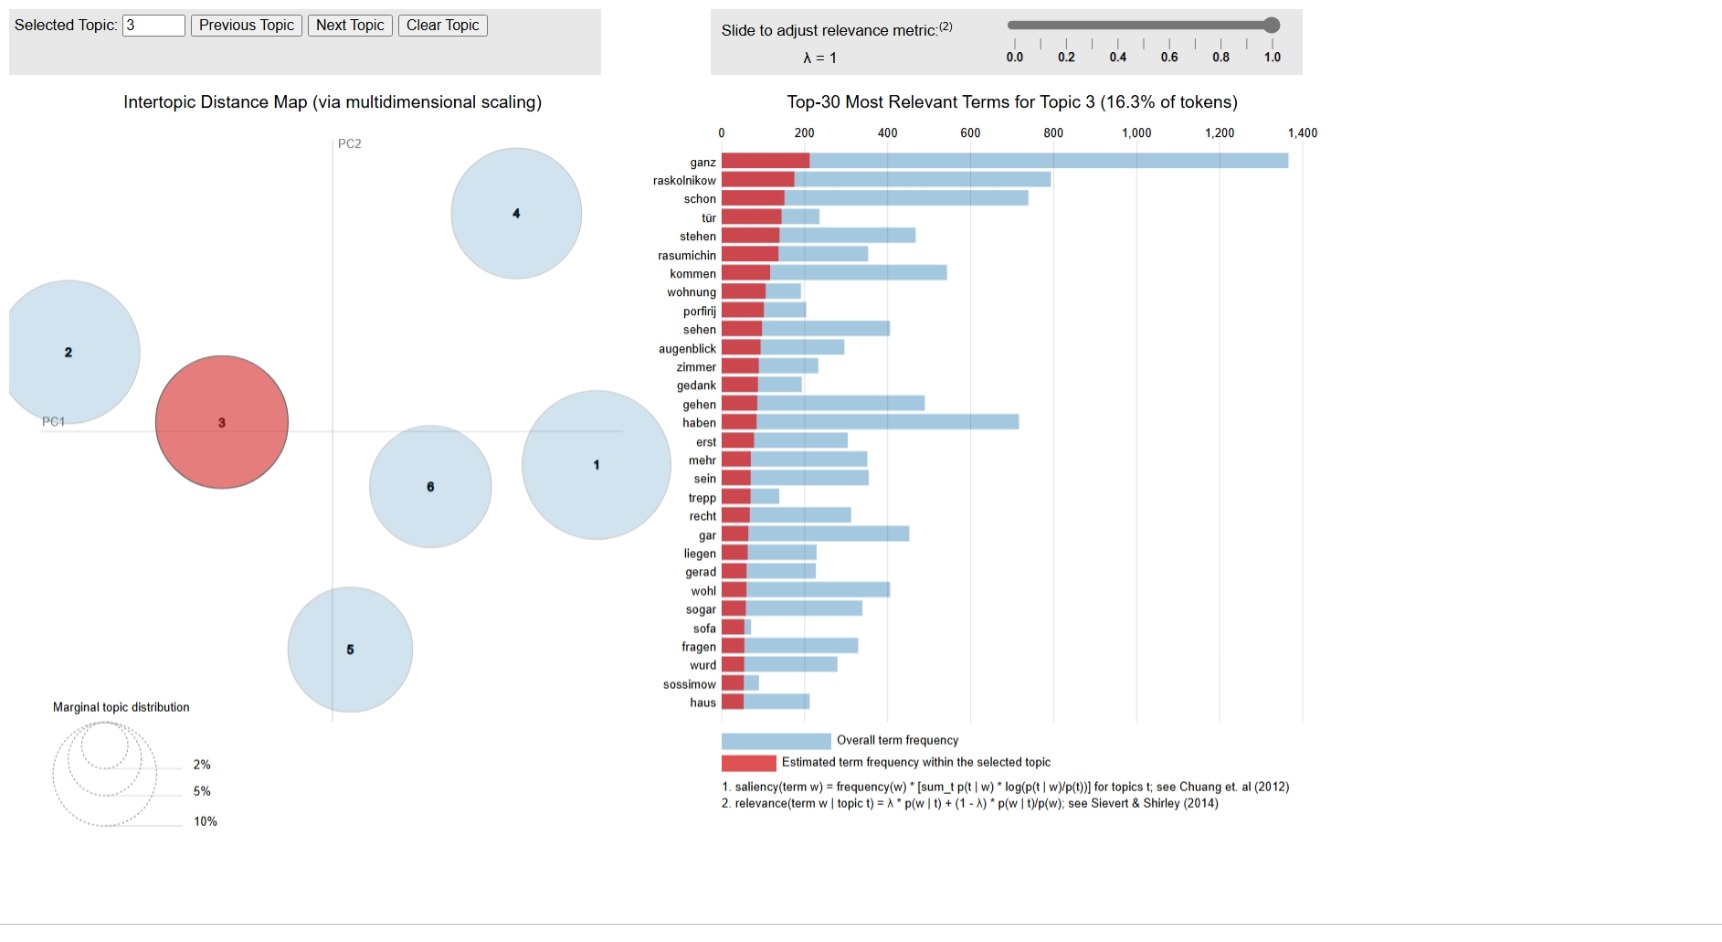 Selected Topic: 3 Previous Topic Next Topic Clear Topic
Slide to adjust relevance metric:(2)
λ = 1
0.0 0.2 0.4 0.6 0.8 1.0
Intertopic Distance Map (via multidimensional scaling)
PC2
4
2
PC1
3
6
1
5
Marginal topic distribution
2%
5%
10%
Top-30 Most Relevant Terms for Topic 3 (16.3% of tokens)
0 200 400 600 800 1,000 1,200 1,400
ganz
raskolnikow
schon
tür
stehen
rasumichin
kommen
wohnung
porfirij
sehen
augenblick
zimmer
gedank
gehen
haben
erst
mehr
sein
trepp
recht
gar
liegen
gerad
wohl
sogar
sofa
fragen
wurd
sossimow
haus
Overall term frequency
Estimated term frequency within the selected topic
1. saliency(term w) = frequency(w) * [sum_t p(t | w) * log(p(t | w)/p(t))] for topics t; see Chuang et. al (2012)
2. relevance(term w | topic t) = λ * p(w | t) + (1 - λ) * p(w | t)/p(w); see Sievert & Shirley (2014)